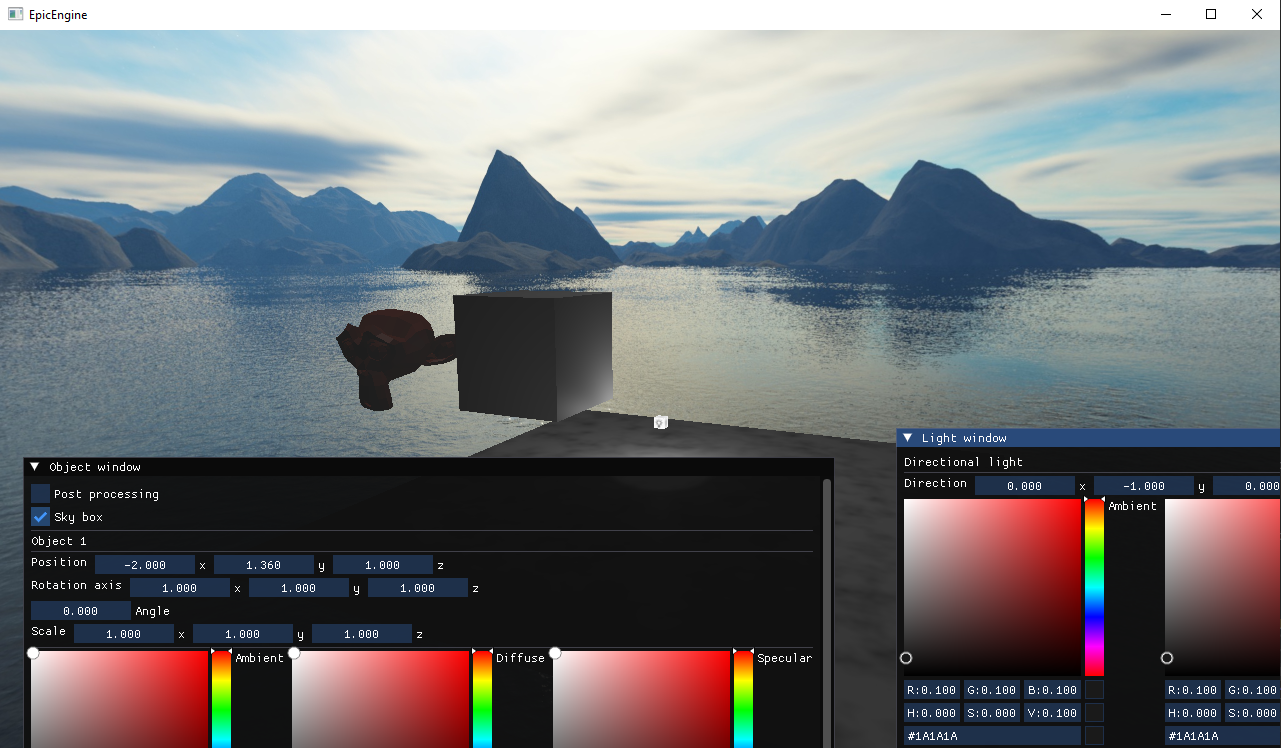 EpicEngine
Object window
Post processing
Sky box
Object 1
Position -2.000 x 1.360 y 1.000 z
Rotation axis 1.000 x 1.000 y 1.000 z
0.000 Angle
Scale 1.000 x 1.000 y 1.000 z
Ambient Diffuse Specular
Light window
Directional light
Direction 0.000 x -1.000 y 0.000
Ambient
R:0.100 G:0.100 B:0.100 R:0.100 G:0.100
H:0.000 S:0.000 V:0.100 H:0.000 S:0.000
#1A1A1A #1A1A1A